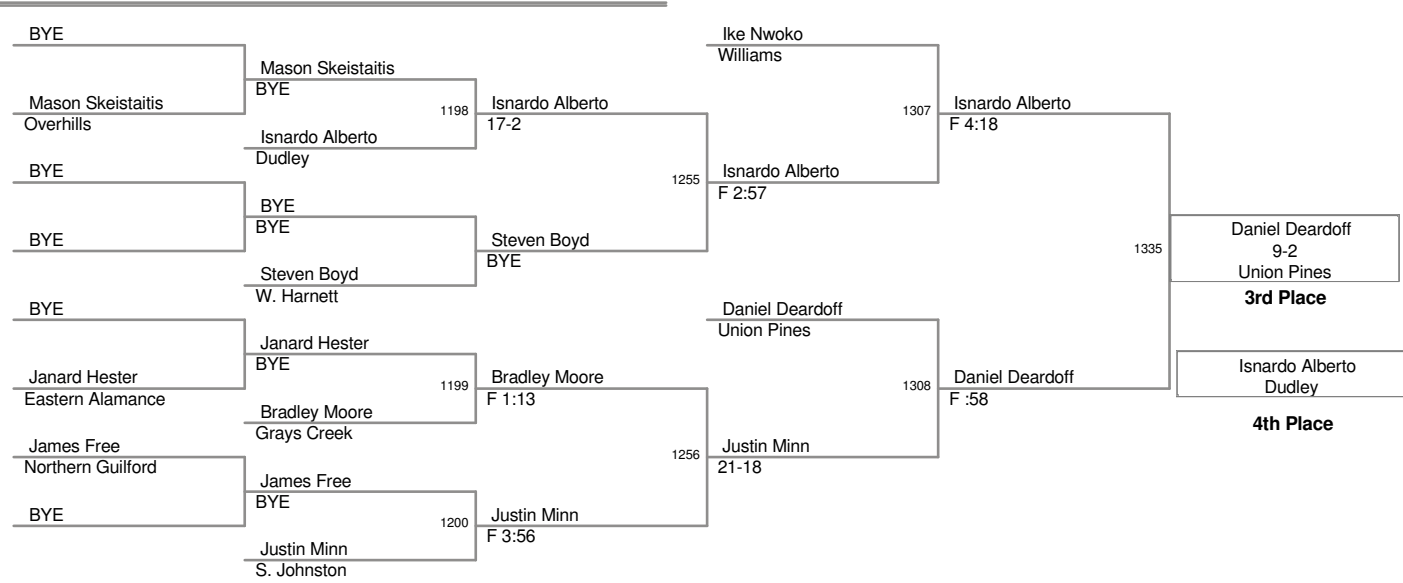 BYE
Mason Skeistaitis
Overhills
BYE
BYE
BYE
Janard Hester
Eastern Alamance
James Free
Northern Guilford
BYE
Mason Skeistaitis
BYE
1198
Isnardo Alberto
Dudley
BYE
BYE
Steven Boyd
W. Harnett
Janard Hester
BYE
1199
Bradley Moore
Grays Creek
James Free
BYE
1200
Justin Minn
S. Johnston
Isnardo Alberto
17-2
1255
Steven Boyd
BYE
Bradley Moore
F 1:13
1256
Justin Minn
F 3:56
Ike Nwoko
Williams
1307
Isnardo Alberto
F 2:57
Daniel Deardoff
Union Pines
1308
Justin Minn
21-18
Isnardo Alberto
F 4:18
1335
Daniel Deardoff
F :58
Daniel Deardoff
9-2
Union Pines
3rd Place
Isnardo Alberto
Dudley
4th Place